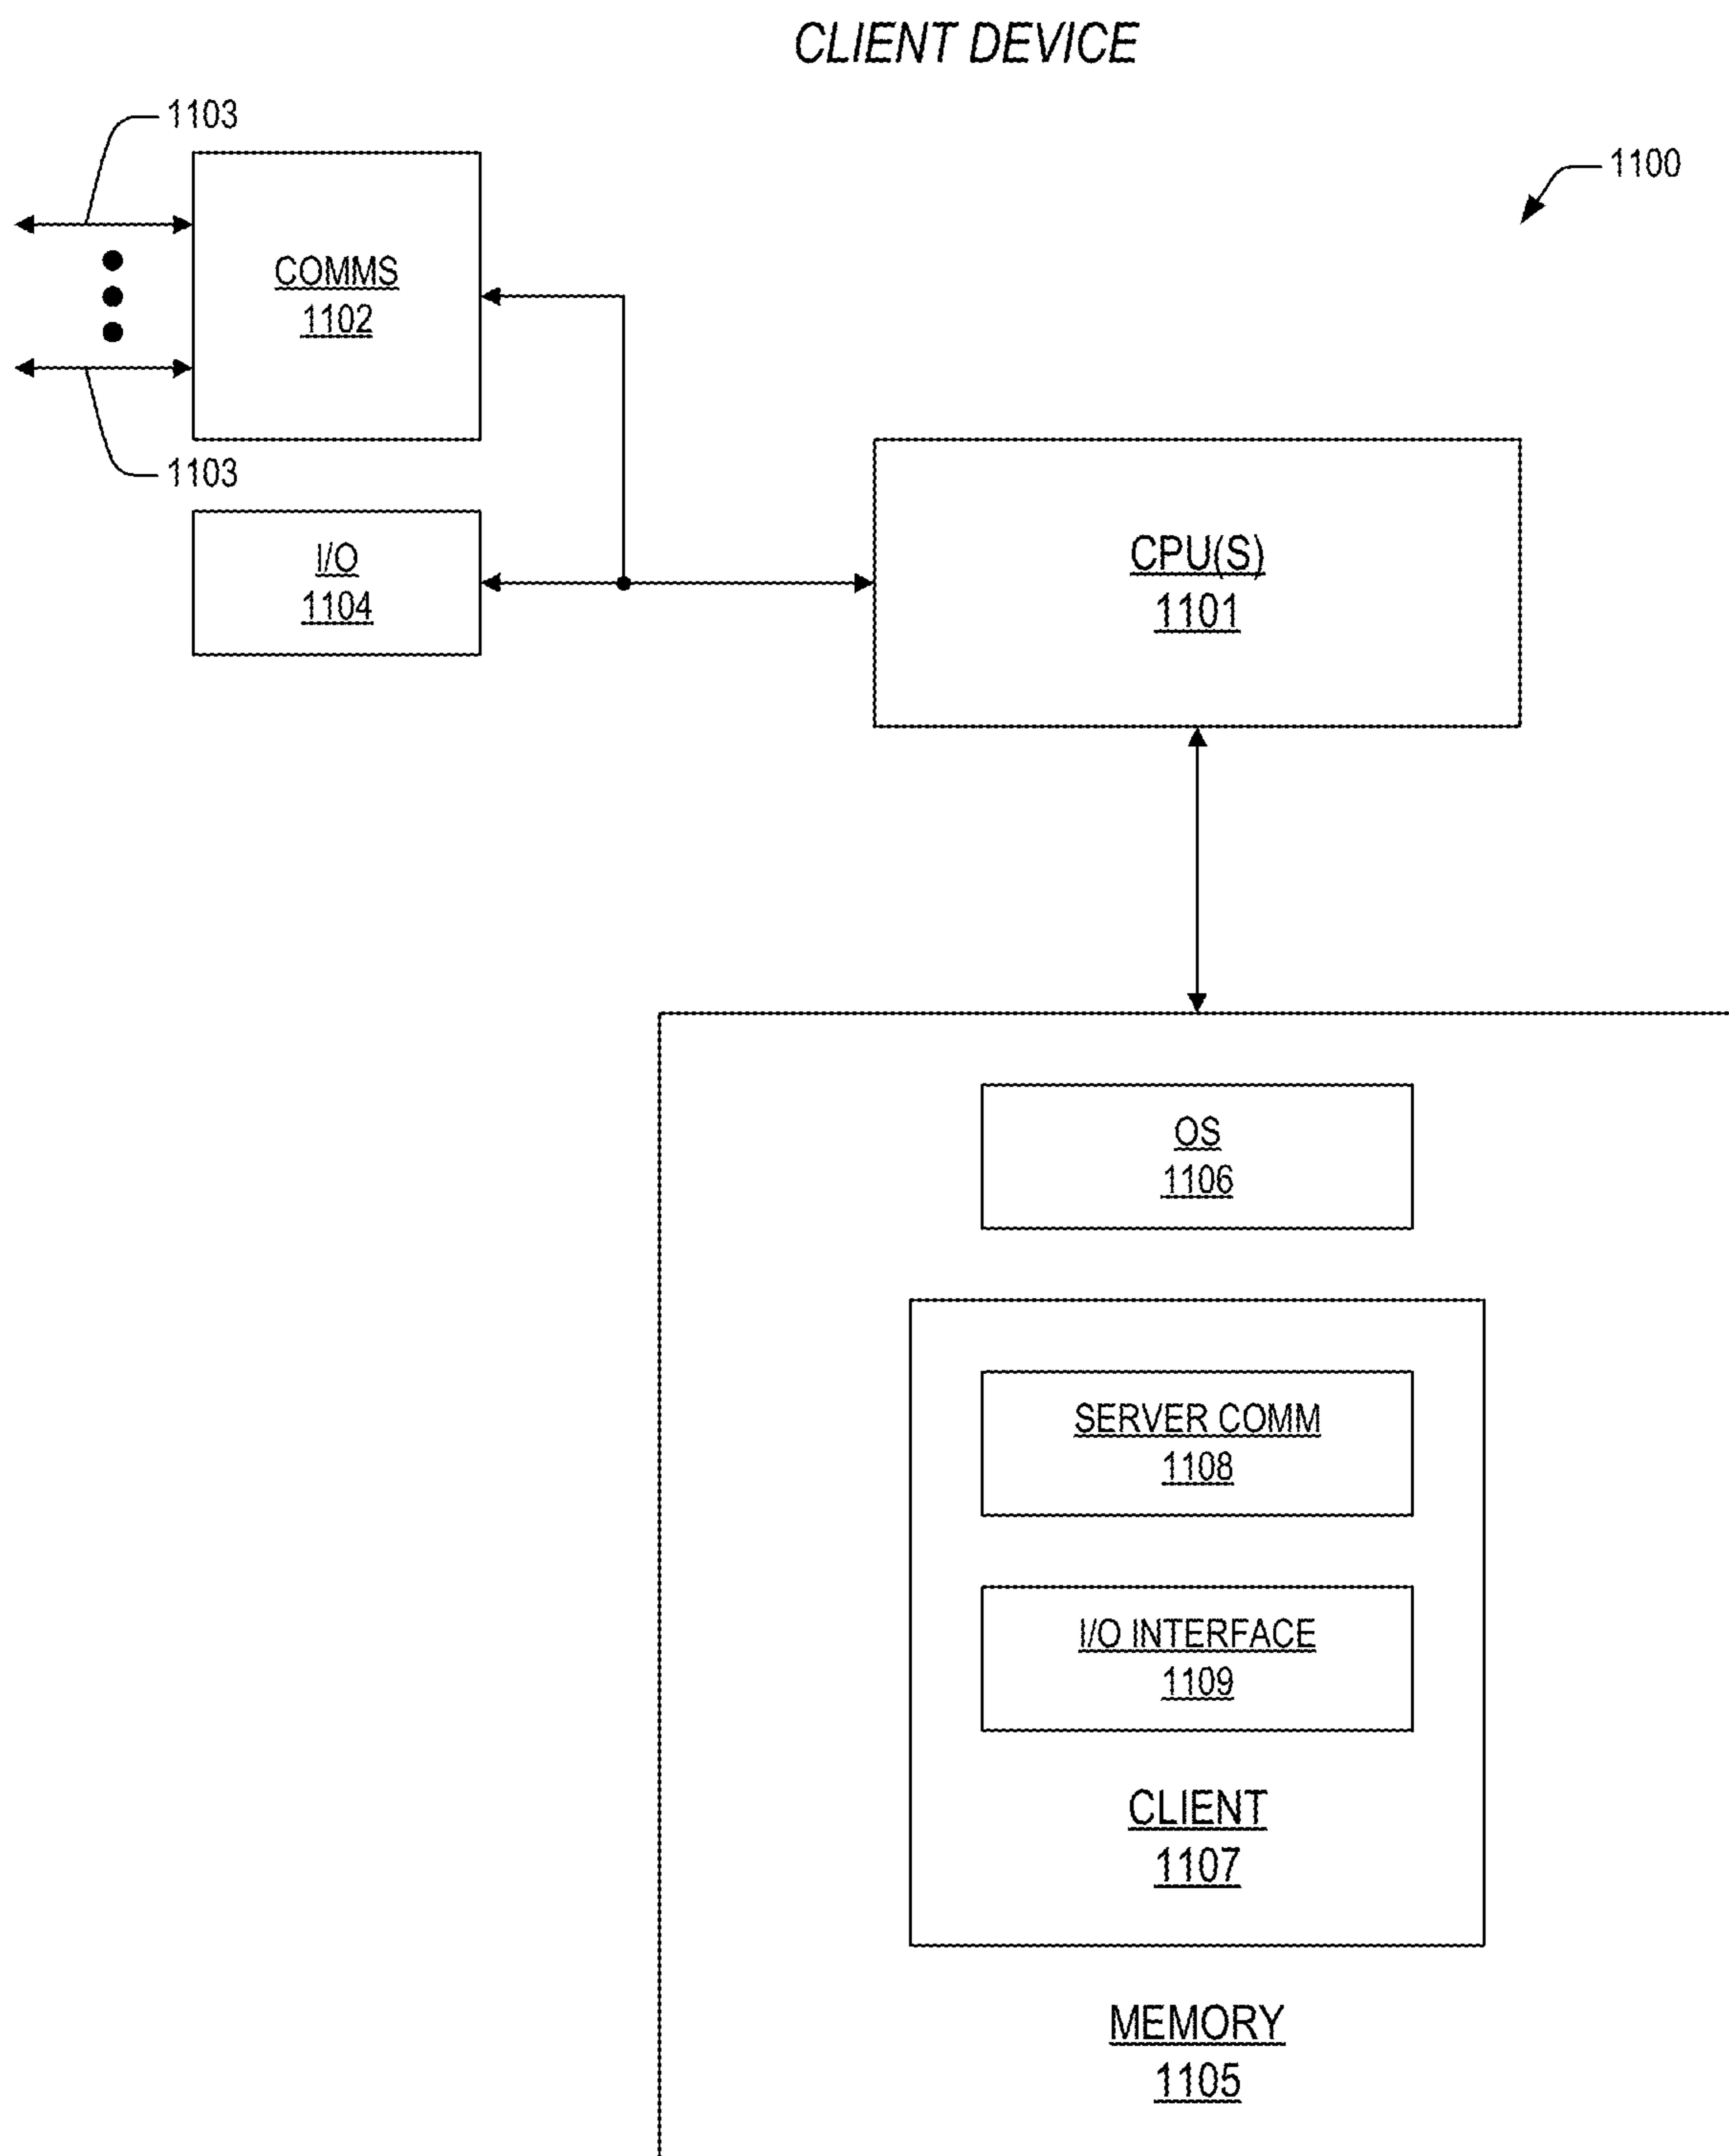 CLIENT DEVICE
1103
1100
COMMS
1102
1103
I/O
1104
CPU(S)
1101
OS
1106
SERVER COMM
1108
I/O INTERFACE
1109
CLIENT
1107
MEMORY
1105